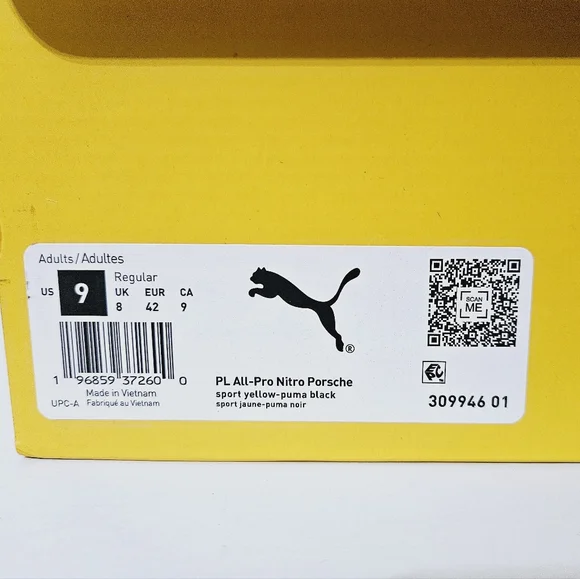 Adults/Adultes
Regular
US 9 UK EUR CA
8 42 9
1 96859 37260 0
Made in Vietnam
UPC-A Fabriqué au Vietnam
®
PL All-Pro Nitro Porsche
sport yellow-puma black
sport jaune-puma noir
SCAN
ME
309946 01